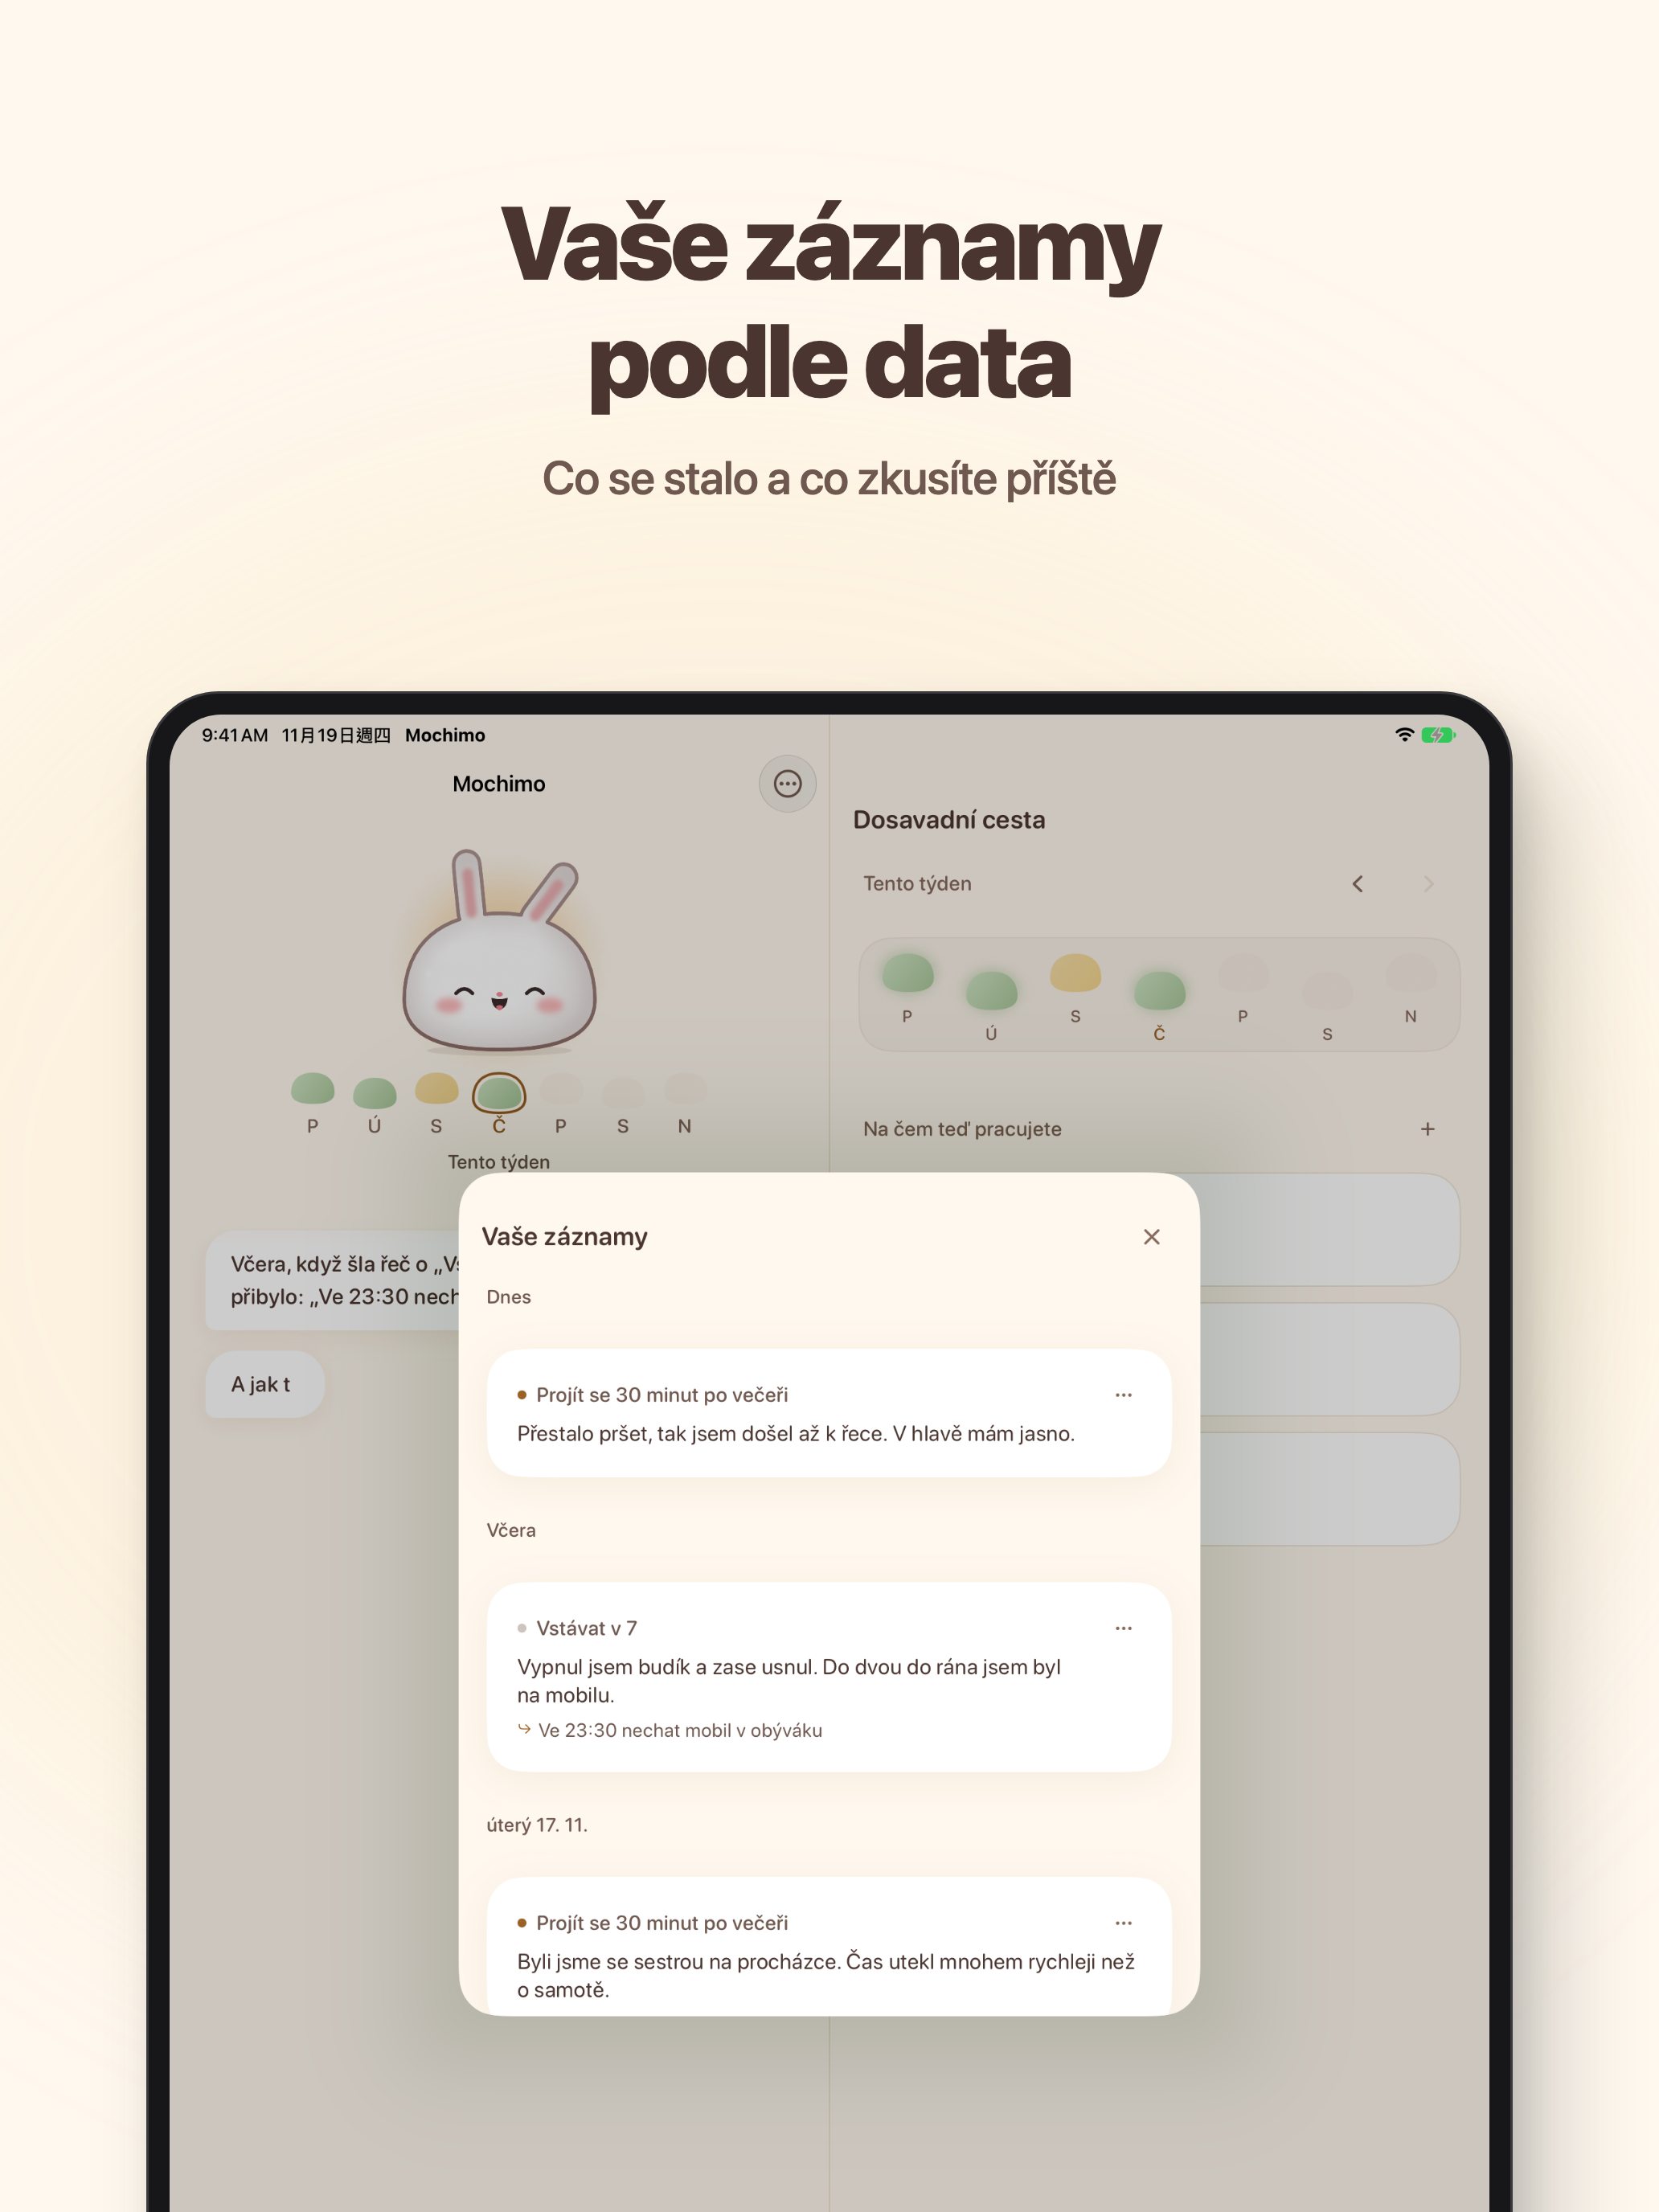 Vaše záznamy
podle data
Co se stalo a co zkusíte příště
9:41 AM 11月19日週四 Mochimo
Mochimo
P Ú S Č P S N
Tento týden
Včera, když šla řeč o „Vs
přibylo: „Ve 23:30 nech
A jak t
Dosavadní cesta
Tento týden
P Ú S Č P S N
Na čem teď pracujete
Vaše záznamy
Dnes
Projít se 30 minut po večeři
Přestalo pršet, tak jsem došel až k řece. V hlavě mám jasno.
Včera
Vstávat v 7
Vypnul jsem budík a zase usnul. Do dvou do rána jsem byl
na mobilu.
Ve 23:30 nechat mobil v obýváku
úterý 17. 11.
Projít se 30 minut po večeři
Byli jsme se sestrou na procházce. Čas utekl mnohem rychleji než
o samotě.